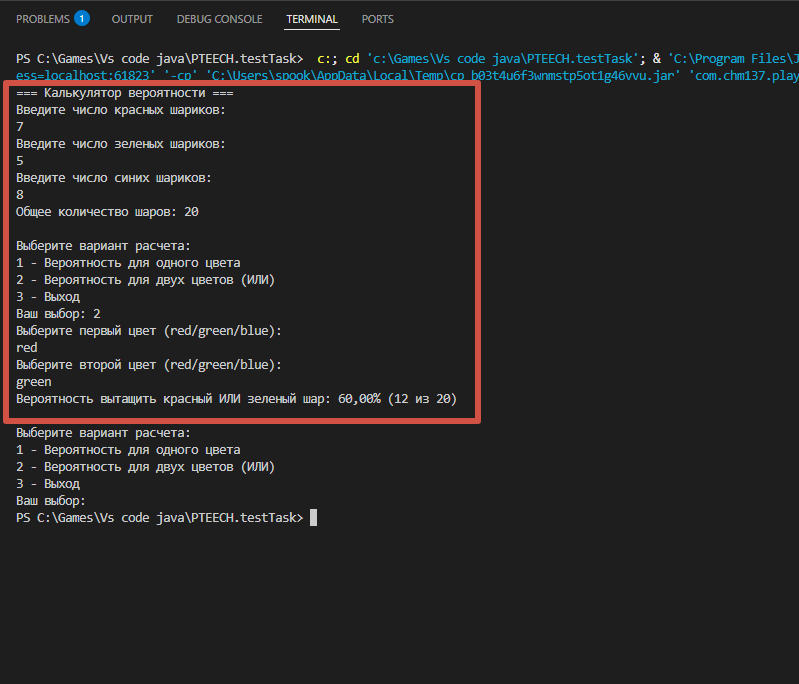 PROBLEMS 1 OUTPUT DEBUG CONSOLE TERMINAL PORTS
PS C:\Games\Vs code java\PTEECH.testTask> c:; cd 'c:\Games\Vs code java\PTEECH.testTask'; & 'C:\Program Files\J
ess=localhost:61823' '-cp' 'C:\Users\spook\AppData\Local\Temp\cp_b03t4u6f3wnmstp5ot1g46vvu.jar' 'com.chm137.play
=== Калькулятор вероятности ===
Введите число красных шариков:
7
Введите число зеленых шариков:
5
Введите число синих шариков:
8
Общее количество шаров: 20
Выберите вариант расчета:
1 - Вероятность для одного цвета
2 - Вероятность для двух цветов (ИЛИ)
3 - Выход
Ваш выбор: 2
Выберите первый цвет (red/green/blue):
red
Выберите второй цвет (red/green/blue):
green
Вероятность вытащить красный ИЛИ зеленый шар: 60,00% (12 из 20)
Выберите вариант расчета:
1 - Вероятность для одного цвета
2 - Вероятность для двух цветов (ИЛИ)
3 - Выход
Ваш выбор:
PS C:\Games\Vs code java\PTEECH.testTask>